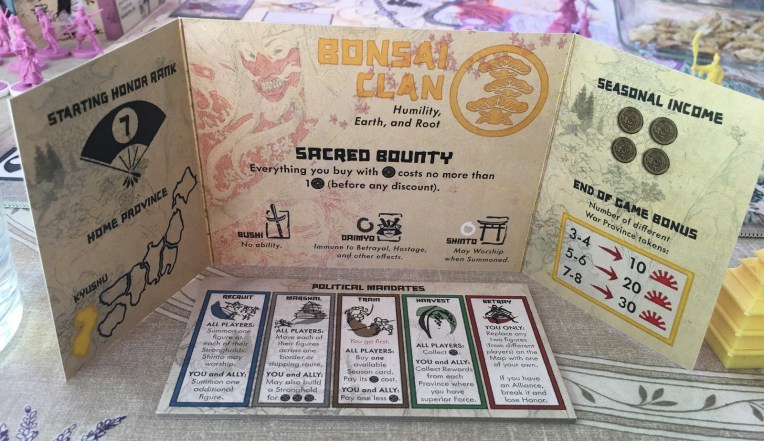 STARTING HONOR RANK
7
HOME PROVINCE
KYUSHU
BONSAI
CLAN
Humility,
Earth, and Root
SACRED BOUNTY
Everything you buy with costs no more than
1 (before any discount).
BUSHI
No ability.
DAIMYO
Immune to Betrayal, Hostage,
and other effects.
SHINTO
May Worship
when Summoned.
SEASONAL INCOME
END OF GAME BONUS
Number of different
War Province tokens:
3-4 10
5-6 20
7-8 30
POLITICAL MANDATES
RECRUIT
ALL PLAYERS:
Summon one
figure at
each of their
Strongholds.
Shinto may
worship.
YOU and ALLY:
Summon one
additional
figure.
MARSHAL
ALL PLAYERS:
Move each of
their figures
across one
border or
shipping route.
YOU and ALLY:
May also build
a Stronghold
for
TRAIN
You go first.
ALL PLAYERS:
Buy one
available
Season card.
Pay its cost.
YOU and ALLY:
Pay one less
HARVEST
ALL PLAYERS:
Collect
YOU and ALLY:
Collect Rewards
from each
Province where
you have
superior Force.
BETRAY
YOU ONLY:
Replace any
two figures
(from different
players) on the
Map with one
of your own.
If you have
an Alliance,
break it and
lose Honor.